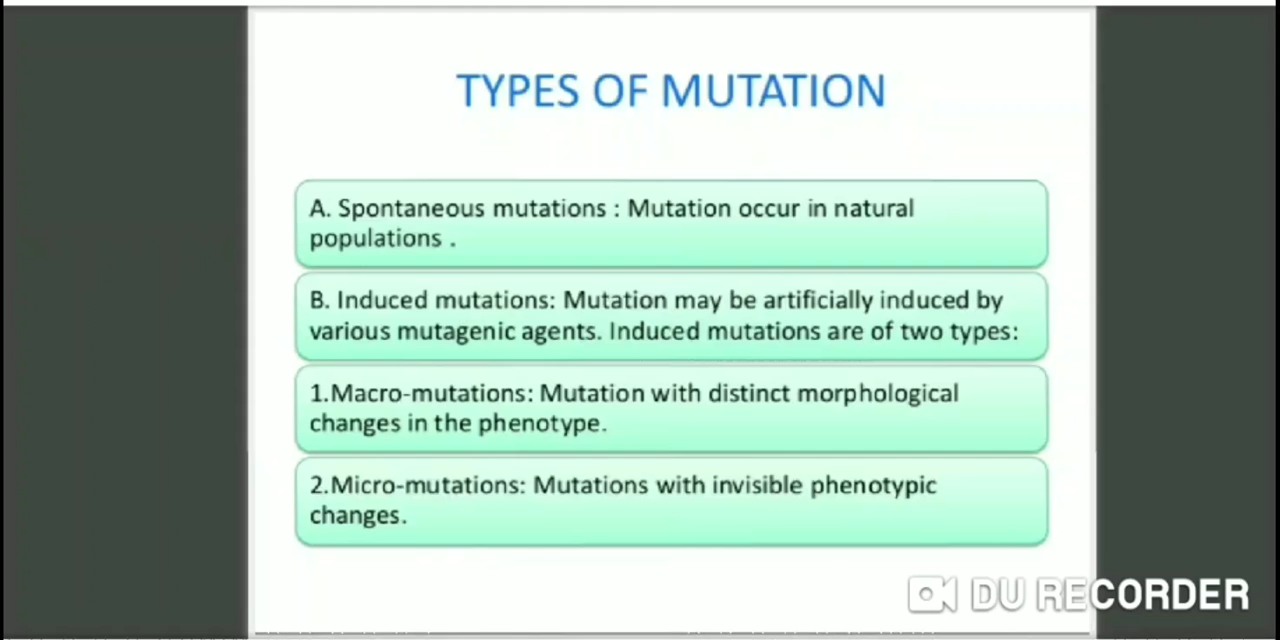 TYPES OF MUTATION
A. Spontaneous mutations : Mutation occur in natural
populations .
B. Induced mutations: Mutation may be artificially induced by
various mutagenic agents. Induced mutations are of two types:
1.Macro-mutations: Mutation with distinct morphological
changes in the phenotype.
2.Micro-mutations: Mutations with invisible phenotypic
changes.
DU RECORDER